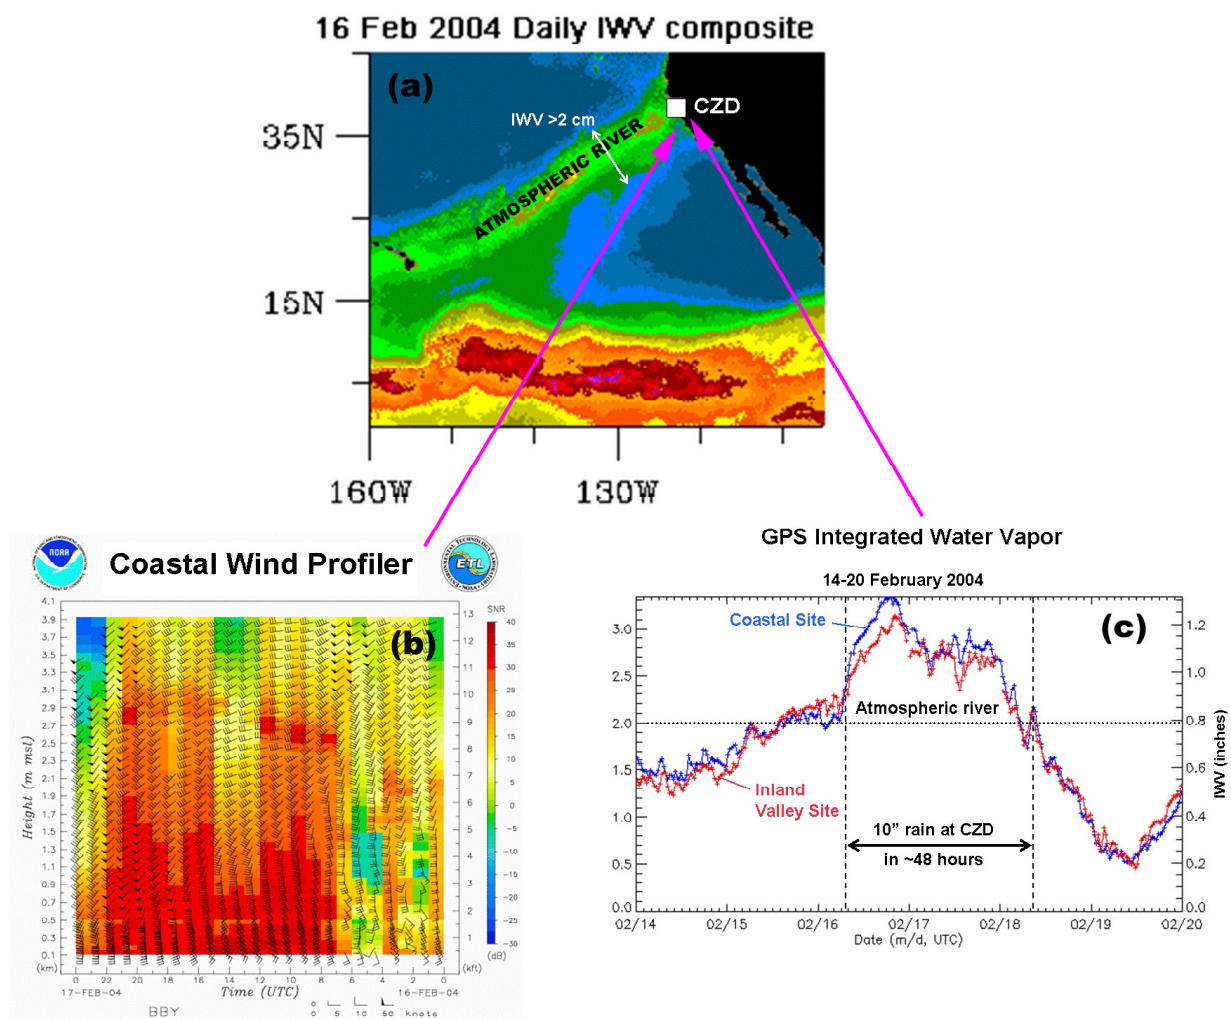 16 Feb 2004 Daily IWV composite
(a)
CZD
IWV >2 cm
ATMOSPHERIC RIVER
35N
15N
160W 130W
NOAA
Coastal Wind Profiler
ETL
4.1
3.9
3.7
3.5
3.3
3.1
2.9
2.7
2.5
2.3
2.1
1.9
1.7
1.5
1.3
1.1
0.9
0.7
0.5
0.3
0.1
(km)
Height (m msl)
(b)
13
12
11
10
9
8
7
6
5
4
3
2
1
(kft)
SNR
40
35
30
25
20
15
10
5
0
-5
-10
-15
-20
-25
-30
(dB)
0 22 20 18 16 14 12 10 8 6 4 2 0
17-FEB-04 Time (UTC) 16-FEB-04
BBY
0 5 10 50 knots
GPS Integrated Water Vapor
14-20 February 2004
(c)
Coastal Site
Atmospheric river
Inland
Valley Site
10” rain at CZD
in ~48 hours
3.0
2.5
2.0
1.5
1.0
0.5
0.0
1.2
1.0
0.8
0.6
0.4
0.2
0.0
IWV (inches)
02/14 02/15 02/16 02/17 02/18 02/19 02/20
Date (m/d, UTC)